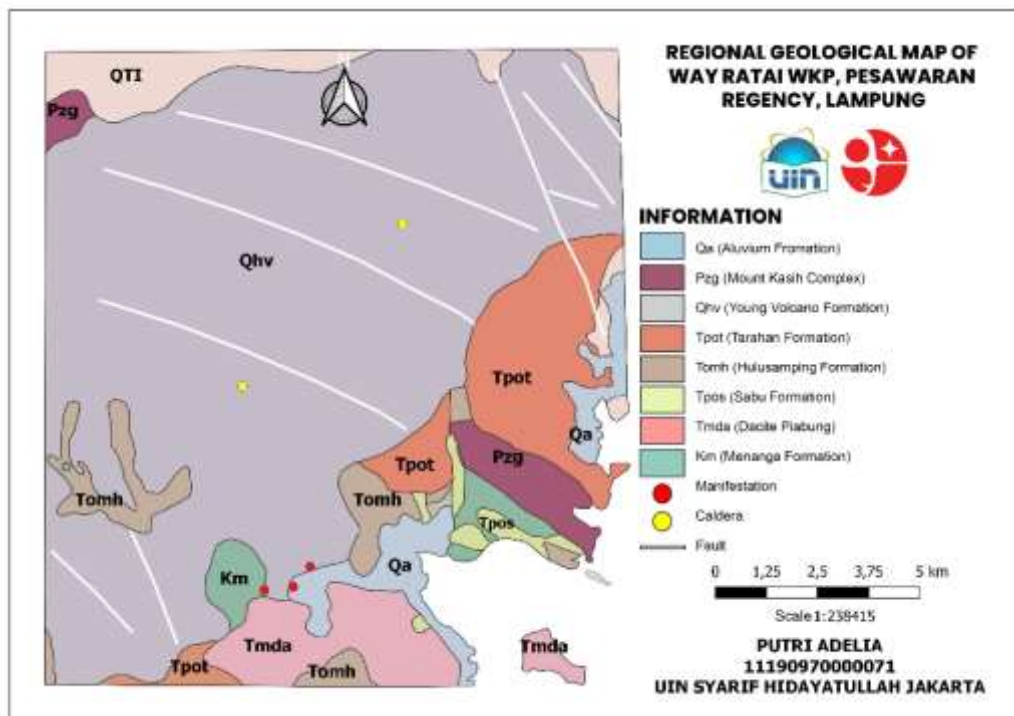 REGIONAL GEOLOGICAL MAP OF
WAY RATAI WKP, PESAWARAN
REGENCY, LAMPUNG
uin
INFORMATION
Qa (Aluvium Fromation)
Pzg (Mount Kasih Complex)
Qhv (Young Volcano Formation)
Tpot (Tarahan Formation)
Tomh (Hulusamping Formation)
Tpos (Sabu Formation)
Tmda (Dacite Piabung)
Km (Menanga Formation)
Manifestation
Caldera
Fault
0 1,25 2,5 3,75 5 km
Scale 1:238415
PUTRI ADELIA
11190970000071
UIN SYARIF HIDAYATULLAH JAKARTA
QTI
Pzg
Qhv
Tpot
Qa
Tpot
Pzg
Tomh
Tomh
Tpos
Qa
Km
Tmda
Tmda
Tpot
Tomh